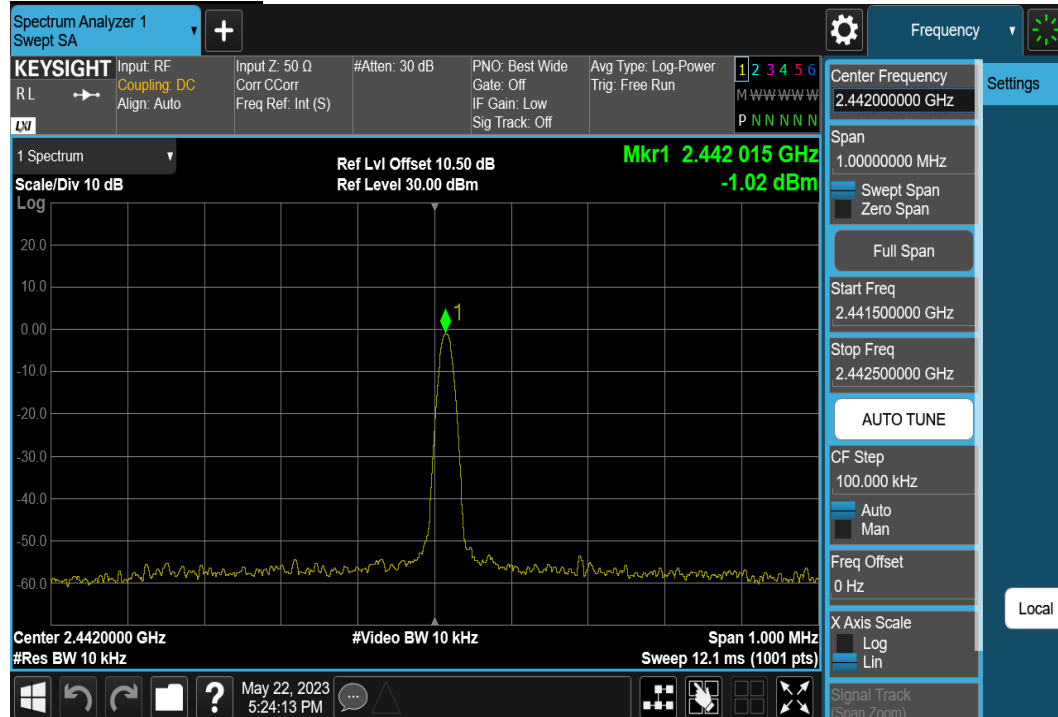 Spectrum Analyzer 1
Swept SA
+
Frequency
KEYSIGHT
R L
LXI
Input: RF
Coupling: DC
Align: Auto
Input Z: 50 Ω
Corr CCorr
Freq Ref: Int (S)
#Atten: 30 dB
PNO: Best Wide
Gate: Off
IF Gain: Low
Sig Track: Off
Avg Type: Log-Power
Trig: Free Run
1 2 3 4 5 6
M W W W W W
P N N N N N
1 Spectrum
Scale/Div 10 dB
Log
Ref Lvl Offset 10.50 dB
Ref Level 30.00 dBm
Mkr1 2.442 015 GHz
-1.02 dBm
1
20.0
10.0
0.00
-10.0
-20.0
-30.0
-40.0
-50.0
-60.0
Center 2.4420000 GHz
#Res BW 10 kHz
#Video BW 10 kHz
Span 1.000 MHz
Sweep 12.1 ms (1001 pts)
Center Frequency
2.442000000 GHz
Span
1.00000000 MHz
Swept Span
Zero Span
Full Span
Start Freq
2.441500000 GHz
Stop Freq
2.442500000 GHz
AUTO TUNE
CF Step
100.000 kHz
Auto
Man
Freq Offset
0 Hz
X Axis Scale
Log
Lin
Signal Track
(Span Zoom)
Settings
Local
?
May 22, 2023
5:24:13 PM